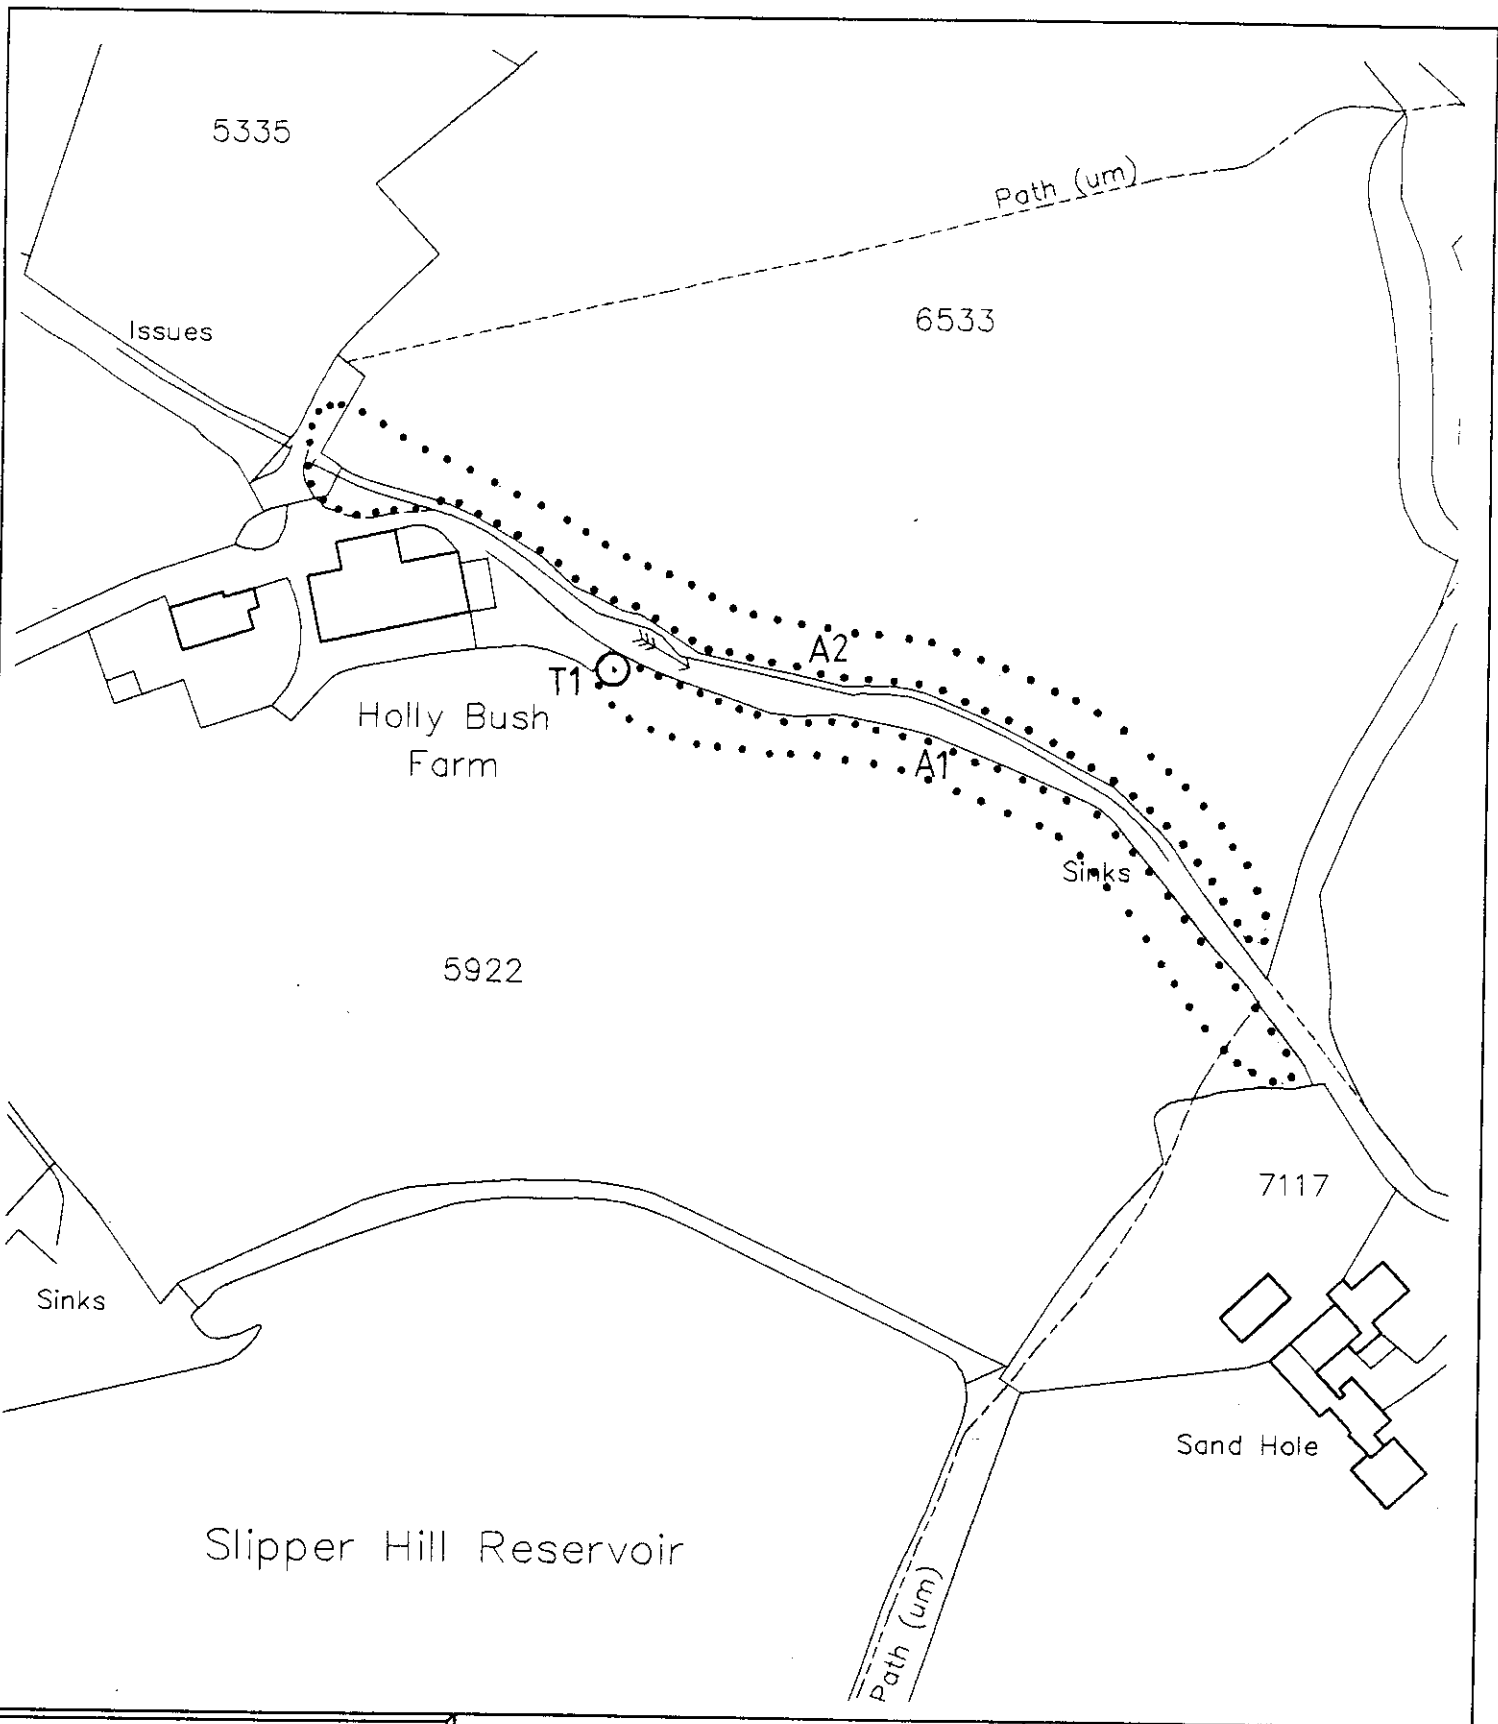 5335
Path (um)
6533
Issues
A2
T1
Holly Bush
Farm
A1
Sinks
5922
7117
Sinks
Sand Hole
Slipper Hill Reservoir
Path (um)